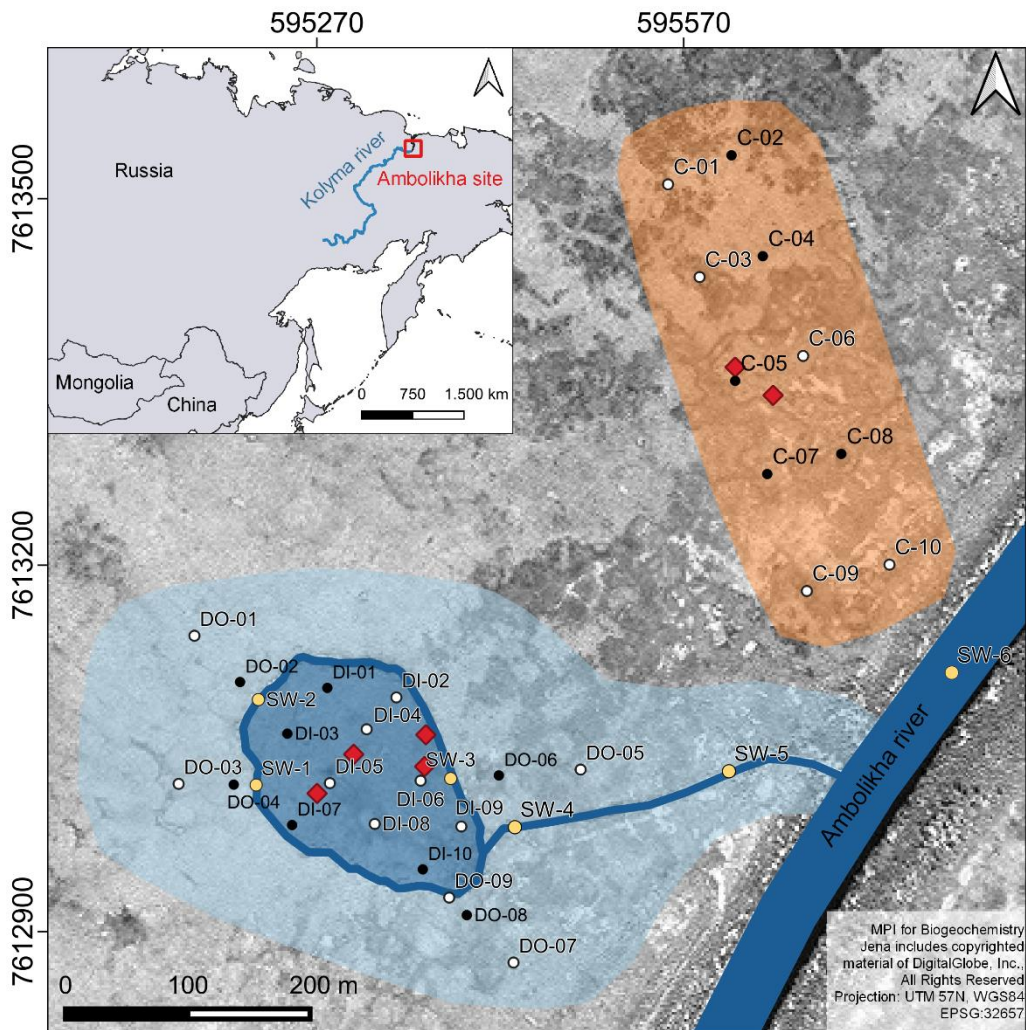 595270
595570
7613500
7613200
7612900
Russia
Kolyma river
Ambolikha site
Mongolia
China
0 750 1.500 km
C-02
C-01
C-04
C-03
C-06
C-05
C-08
C-07
C-10
C-09
DO-01
DO-02
DI-01
DI-02
SW-2
DI-04
DI-03
SW-6
DO-03
SW-1
DI-05
SW-3
DO-06
DO-05
SW-5
DO-04
DI-06
DI-07
DI-08
DI-09
SW-4
DI-10
DO-09
DO-08
DO-07
Ambolikha river
0 100 200 m
MPI for Biogeochemistry
Jena includes copyrighted
material of DigitalGlobe, Inc.,
All Rights Reserved
Projection: UTM 57N, WGS84
EPSG:32657